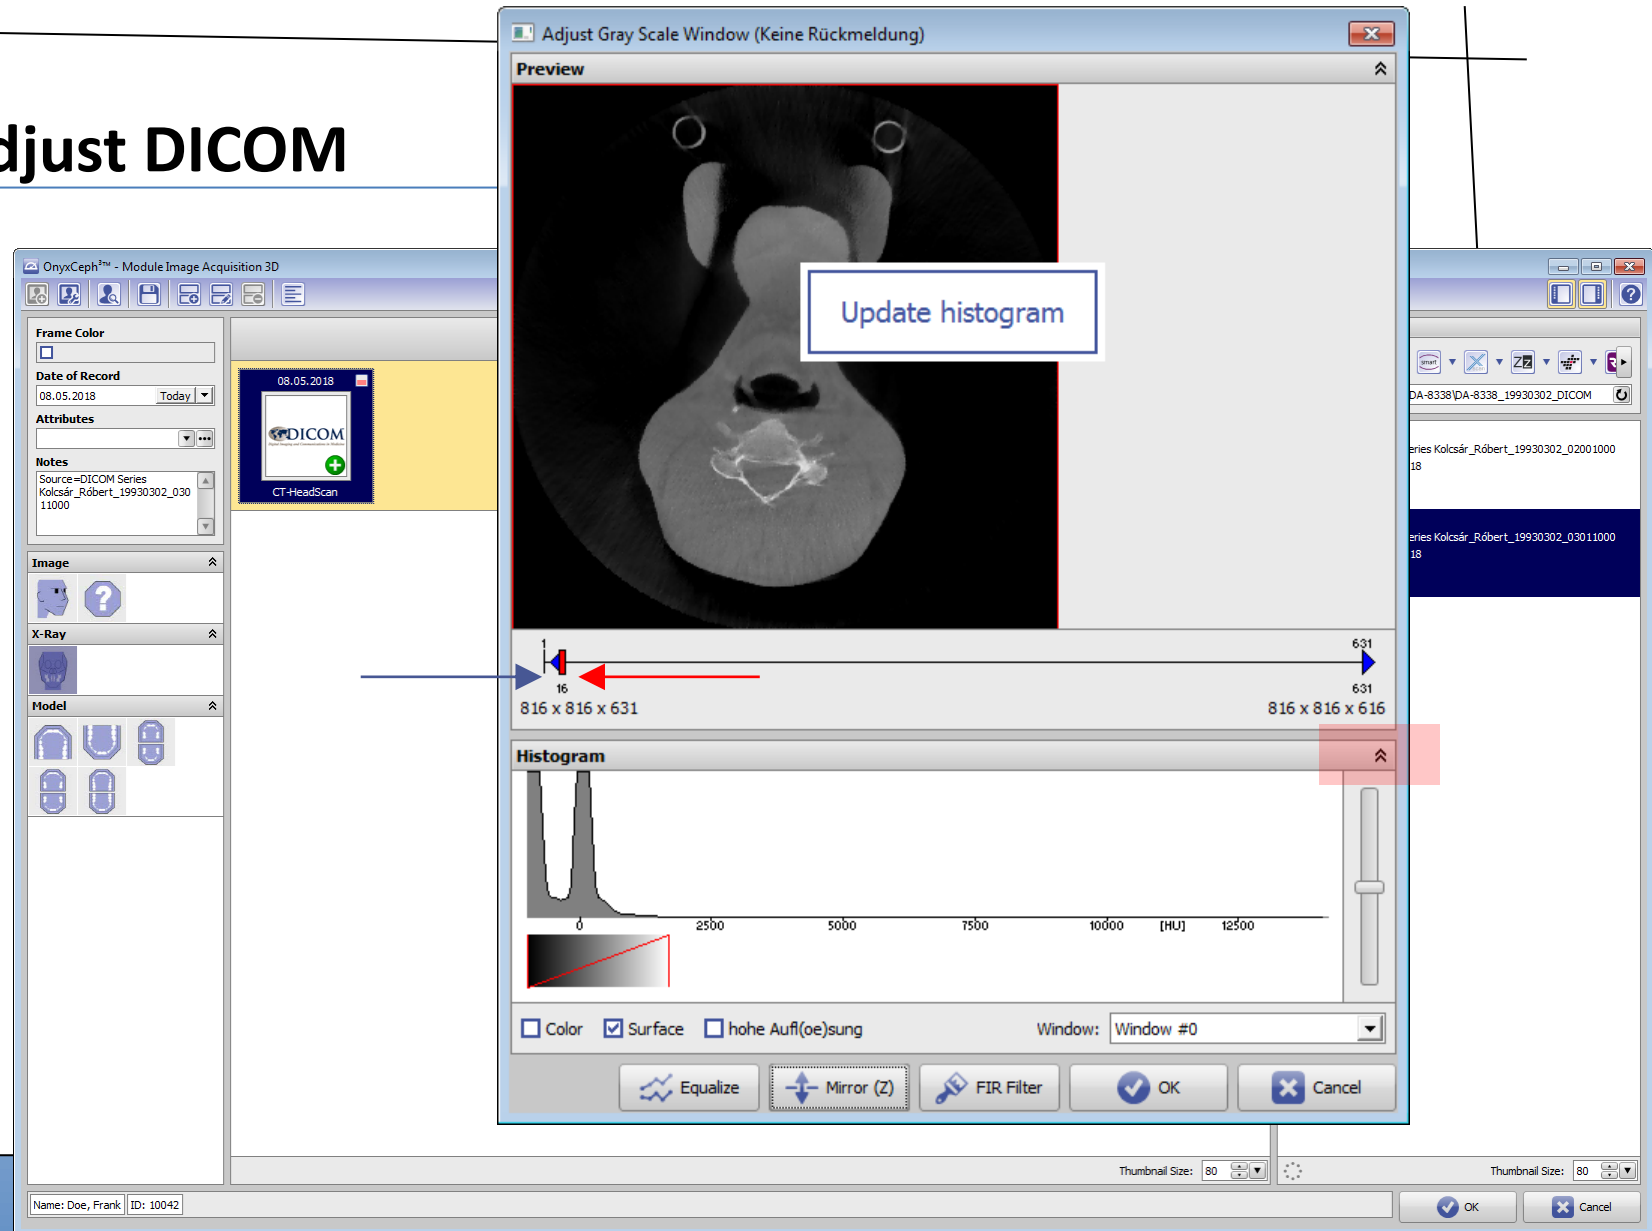 djust DICOM
Adjust Gray Scale Window (Keine Rückmeldung)
Preview
Update histogram
1
631
16
631
816 x 816 x 631
816 x 816 x 616
Histogram
0
2500
5000
7500
10000
[HU]
12500
Color
Surface
hohe Aufl(oe)sung
Window:
Window #0
Equalize
Mirror (Z)
FIR Filter
OK
Cancel
OnyxCeph³™ - Module Image Acquisition 3D
Frame Color
Date of Record
08.05.2018
Today
Attributes
Notes
Source=DICOM Series
Kolcsár_Róbert_19930302_030
11000
Image
X-Ray
Model
08.05.2018
DICOM
CT-HeadScan
smart
ZZ
DA-8338\DA-8338_19930302_DICOM
eries Kolcsár_Róbert_19930302_02001000
18
eries Kolcsár_Róbert_19930302_03011000
18
Thumbnail Size: 80
Thumbnail Size: 80
Name: Doe, Frank
ID: 10042
OK
Cancel